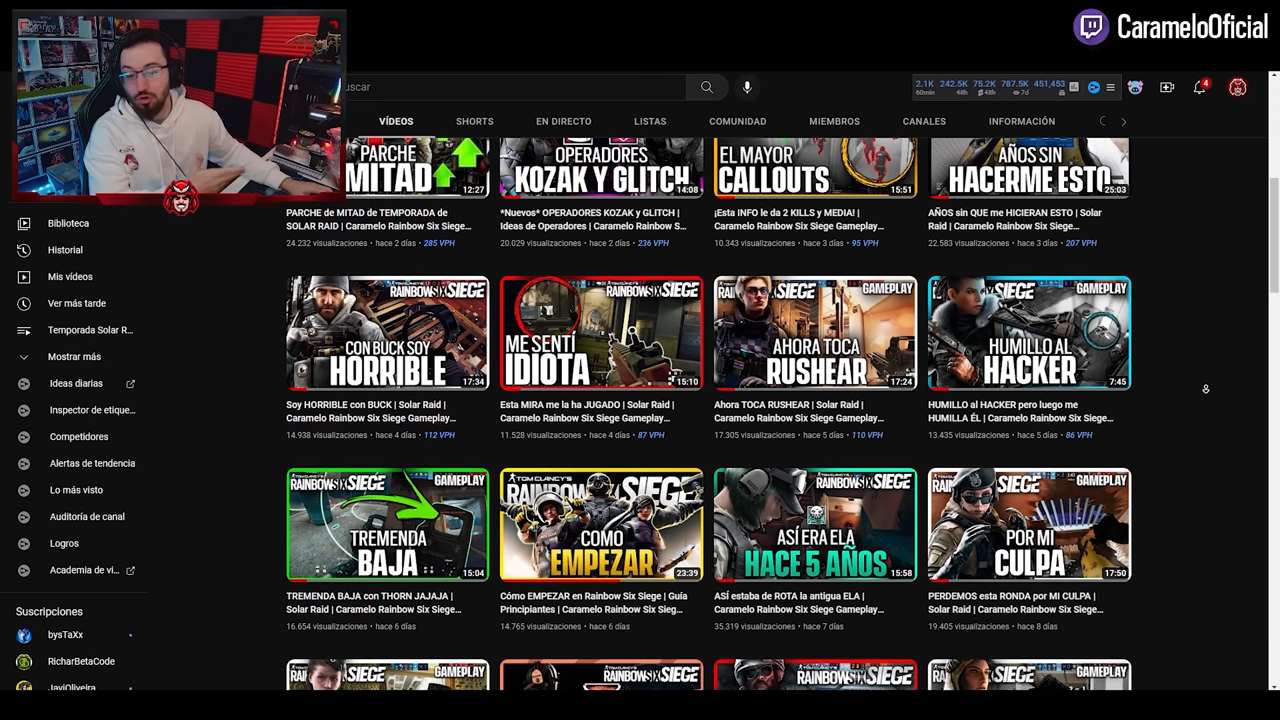 CarameloOficial
uscar
2.1K 242.5K 75.2K 787.5K 451,453
60min 48h 48h 7d
4
VÍDEOS SHORTS EN DIRECTO LISTAS COMUNIDAD MIEMBROS CANALES INFORMACIÓN
PARCHE de
MITAD
12:27
OPERADORES
KOZAK Y GLITCH
14:08
EL MAYOR
CALLOUTS
15:51
AÑOS SIN
HACERME ESTO
25:03
PARCHE de MITAD de TEMPORADA de
SOLAR RAID | Caramelo Rainbow Six Siege...
24.232 visualizaciones • hace 2 días • 285 VPH
*Nuevos* OPERADORES KOZAK y GLITCH |
Ideas de Operadores | Caramelo Rainbow S...
20.029 visualizaciones • hace 2 días • 236 VPH
¡Esta INFO le da 2 KILLS y MEDIA! |
Caramelo Rainbow Six Siege Gameplay...
10.343 visualizaciones • hace 3 días • 95 VPH
AÑOS sin QUE me HICIERAN ESTO | Solar
Raid | Caramelo Rainbow Six Siege...
22.583 visualizaciones • hace 3 días • 207 VPH
Biblioteca
Historial
Mis vídeos
Ver más tarde
Temporada Solar R...
Mostrar más
Ideas diarias
Inspector de etique...
Competidores
Alertas de tendencia
Lo más visto
Auditoría de canal
Logros
Academia de vi...
Suscripciones
bysTaXx
RicharBetaCode
JaviOliveira
TOM CLANCY'S
RAINBOWSIX SIEGE
CON BUCK SOY
HORRIBLE
17:34
TOM CLANCY'S
RAINBOWSIX SIEGE
ME SENTÍ
IDIOTA
15:10
RAINBOWSIX SIEGE
GAMEPLAY
AHORA TOCA
RUSHEAR
17:24
GAMEPLAY
HUMILLO AL
HACKER
7:45
Soy HORRIBLE con BUCK | Solar Raid |
Caramelo Rainbow Six Siege Gameplay...
14.938 visualizaciones • hace 4 días • 112 VPH
Esta MIRA me la ha JUGADO | Solar Raid |
Caramelo Rainbow Six Siege Gameplay...
11.528 visualizaciones • hace 4 días • 87 VPH
Ahora TOCA RUSHEAR | Solar Raid |
Caramelo Rainbow Six Siege Gameplay...
17.305 visualizaciones • hace 5 días • 110 VPH
HUMILLO al HACKER pero luego me
HUMILLA ÉL | Caramelo Rainbow Six Siege...
13.435 visualizaciones • hace 5 días • 86 VPH
RAINBOWSIX SIEGE
GAMEPLAY
TREMENDA
BAJA
15:04
TOM CLANCY'S
RAINBOW SIEGE
COMO
EMPEZAR
23:39
RAINBOWSIX SIEGE
ASÍ ERA ELA
HACE 5 AÑOS
15:58
GAMEPLAY
POR MI
CULPA
17:50
TREMENDA BAJA con THORN JAJAJA |
Solar Raid | Caramelo Rainbow Six Siege...
16.654 visualizaciones • hace 6 días
Cómo EMPEZAR en Rainbow Six Siege | Guía
Principiantes | Caramelo Rainbow Six Sieg...
14.765 visualizaciones • hace 6 días
ASÍ estaba de ROTA la antigua ELA |
Caramelo Rainbow Six Siege Gameplay...
35.319 visualizaciones • hace 7 días
PERDEMOS esta RONDA por MI CULPA |
Solar Raid | Caramelo Rainbow Six Siege...
19.405 visualizaciones • hace 8 días
GAMEPLAY
RAINBOWSIX SIEGE
RAINBOWSIX SIEGE
GAMEPLAY